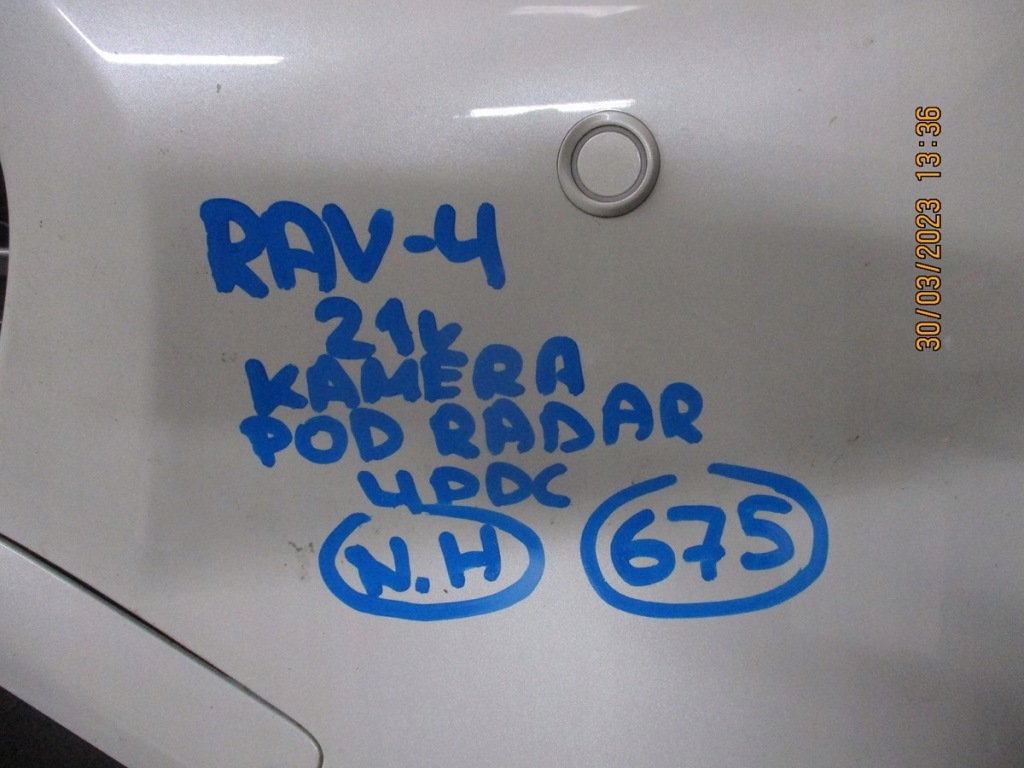 RAV-4
21k
KAMERA
POD RADAR
4PDC
N.H 675
30/03/2023 13:36